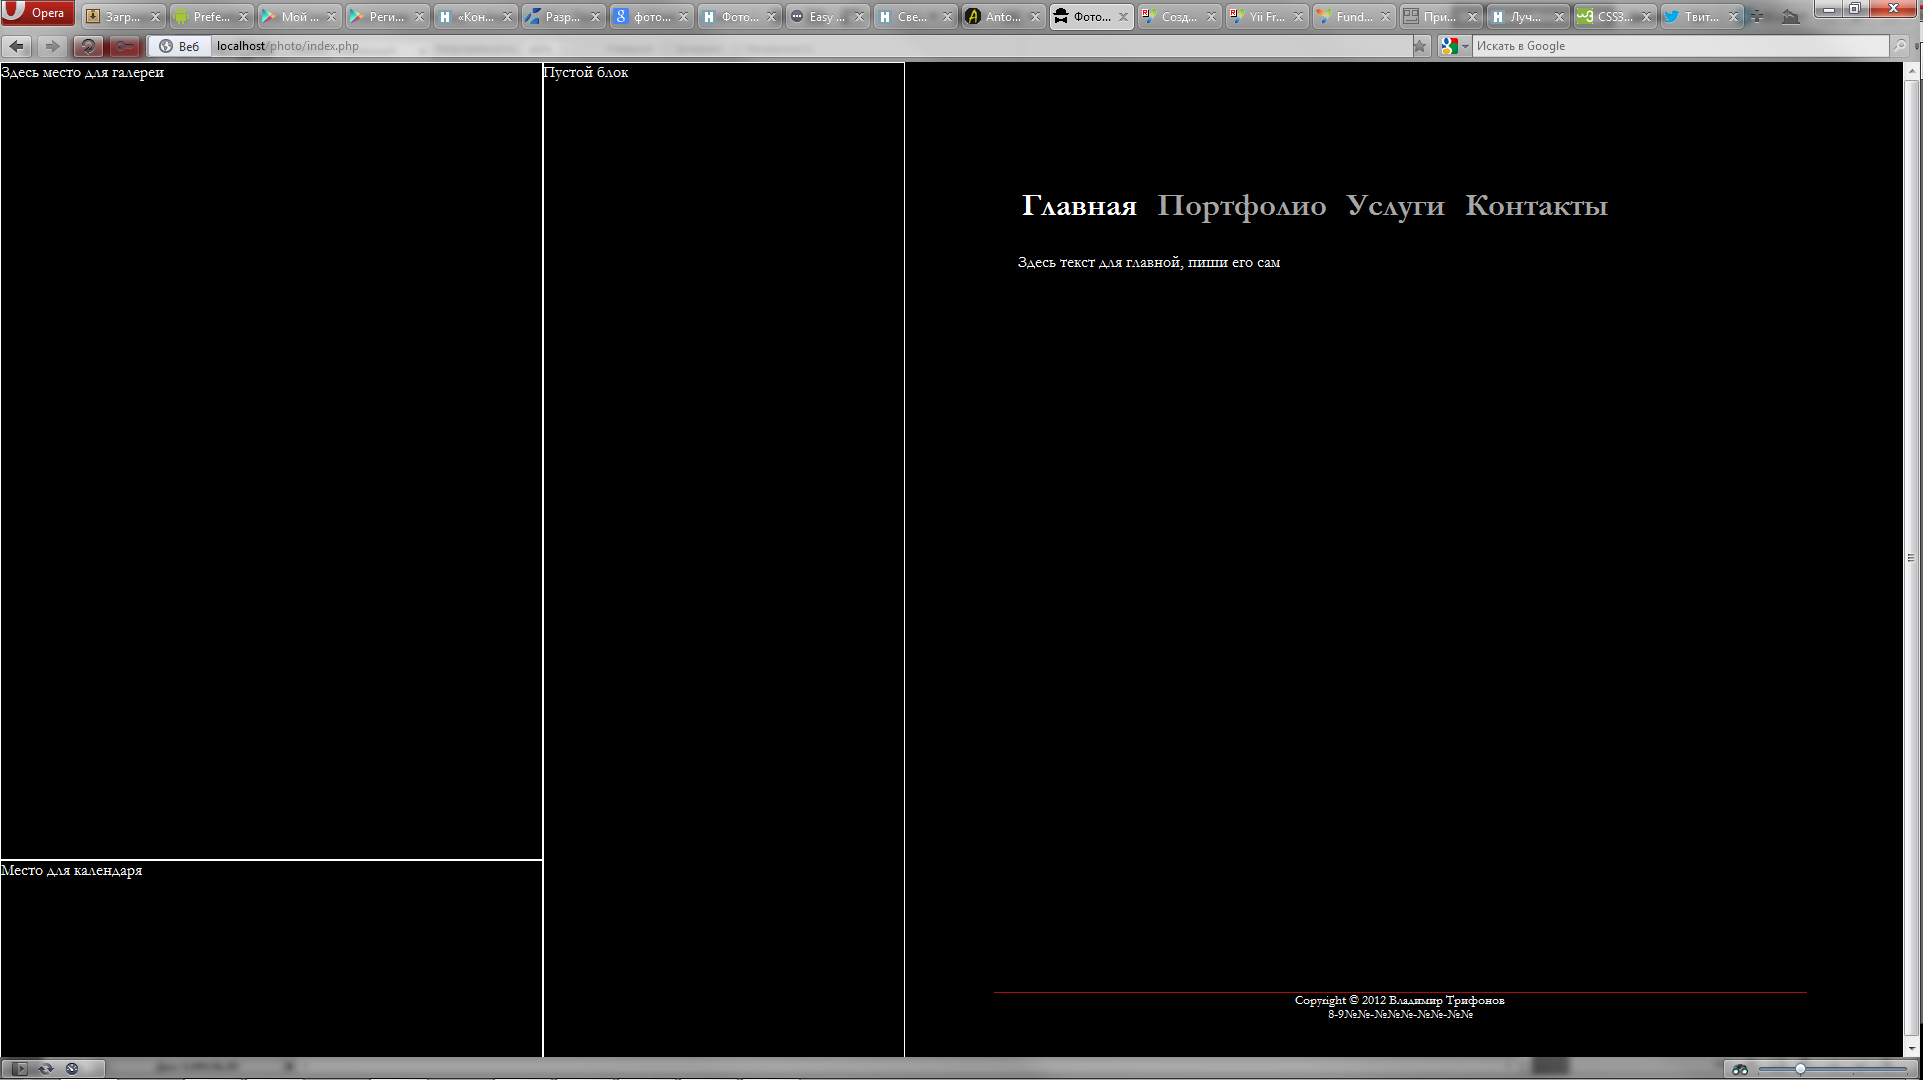 Opera
Загр...
Prefe...
Мой ...
Реги...
«Кон...
Разр...
фото...
Фото...
Easy ...
Све...
Anto...
Фото...
Созд...
Yii Fr...
Fund...
При...
Луч...
CSS3...
Твит...
Веб
localhost/photo/index.php
Искать в Google
Здесь место для галереи
Пустой блок
Главная Портфолио Услуги Контакты
Здесь текст для главной, пиши его сам
Место для календаря
Copyright © 2012 Владимир Трифонов
8-9№№-№№№-№№-№№